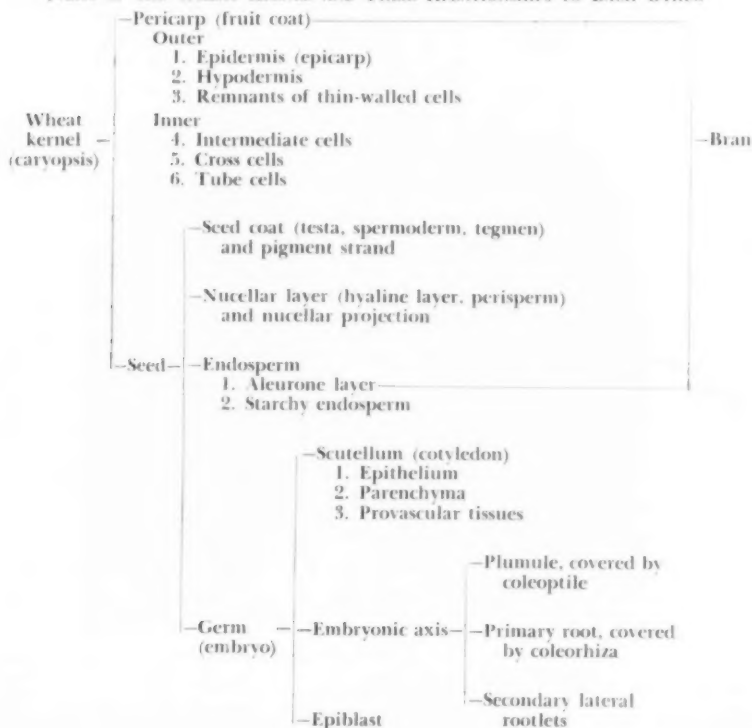 Pericarp (fruit coat)
Outer
1. Epidermis (epicarp)
2. Hypodermis
3. Remnants of thin-walled cells
Wheat
kernel
(caryopsis)
Inner
4. Intermediate cells
5. Cross cells
6. Tube cells
Bran
Seed coat (testa, spermoderm, tegmen)
and pigment strand
Nucellar layer (hyaline layer, perisperm)
and nucellar projection
Seed
Endosperm
1. Aleurone layer
2. Starchy endosperm
Scutellum (cotyledon)
1. Epithelium
2. Parenchyma
3. Provascular tissues
Plumule, covered by
coleoptile
Germ
(embryo)
Embryonic axis
Primary root, covered
by coleorhiza
Secondary lateral
rootlets
Epiblast